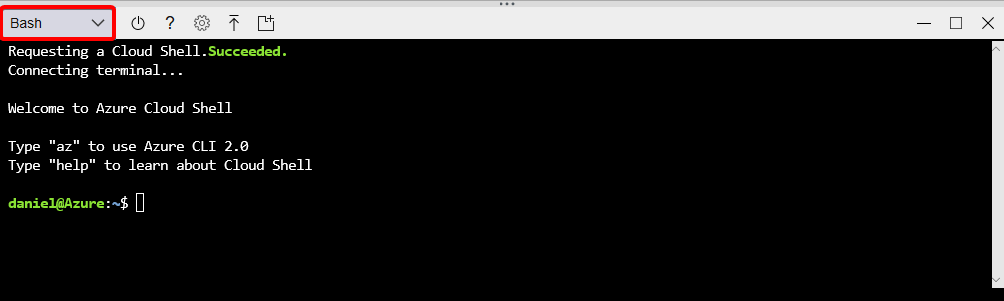 Bash
?
Requesting a Cloud Shell.Succeeded.
Connecting terminal...
Welcome to Azure Cloud Shell
Type "az" to use Azure CLI 2.0
Type "help" to learn about Cloud Shell
daniel@Azure:~$